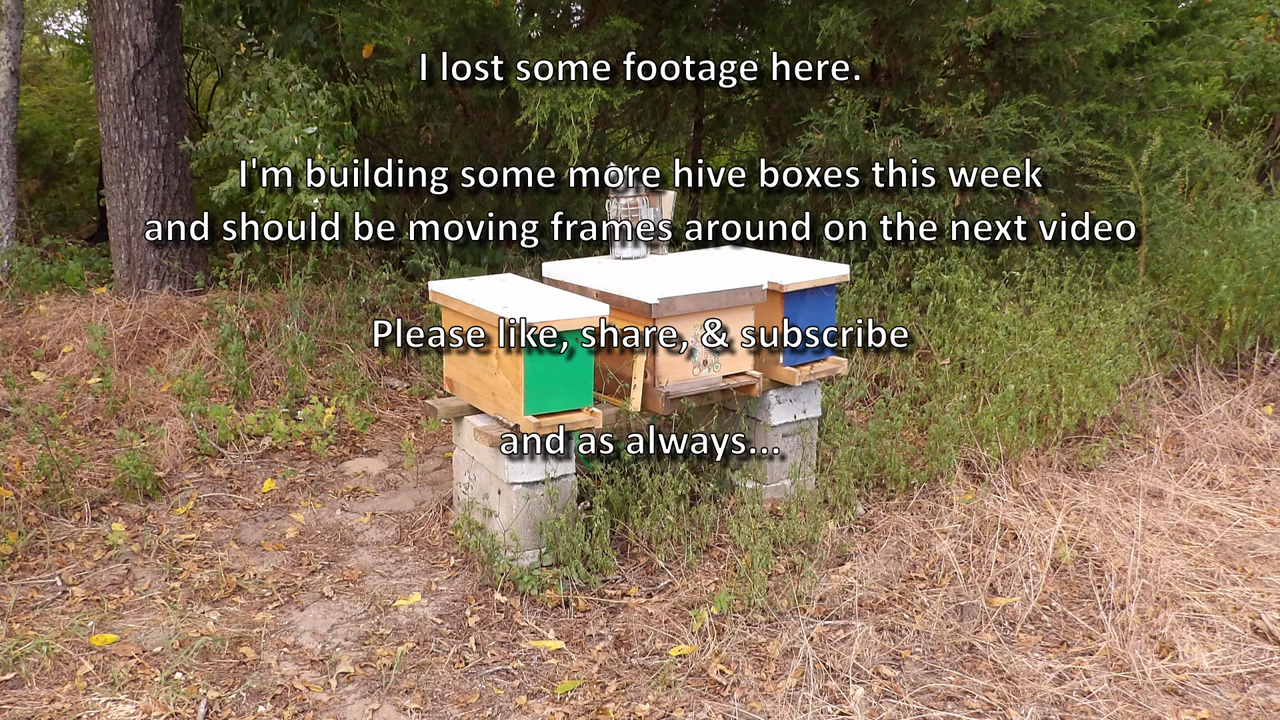 I lost some footage here.
I'm building some more hive boxes this week
and should be moving frames around on the next video
Please like, share, & subscribe
and as always...